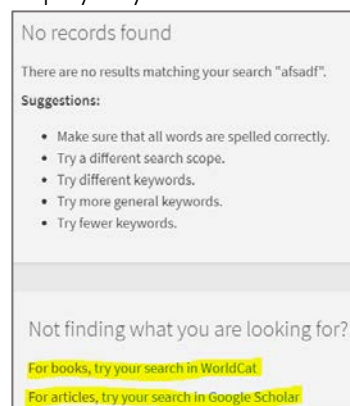 No records found
There are no results matching your search "afsadf".
Suggestions:
• Make sure that all words are spelled correctly.
• Try a different search scope.
• Try different keywords.
• Try more general keywords.
• Try fewer keywords.
Not finding what you are looking for?
For books, try your search in WorldCat
For articles, try your search in Google Scholar